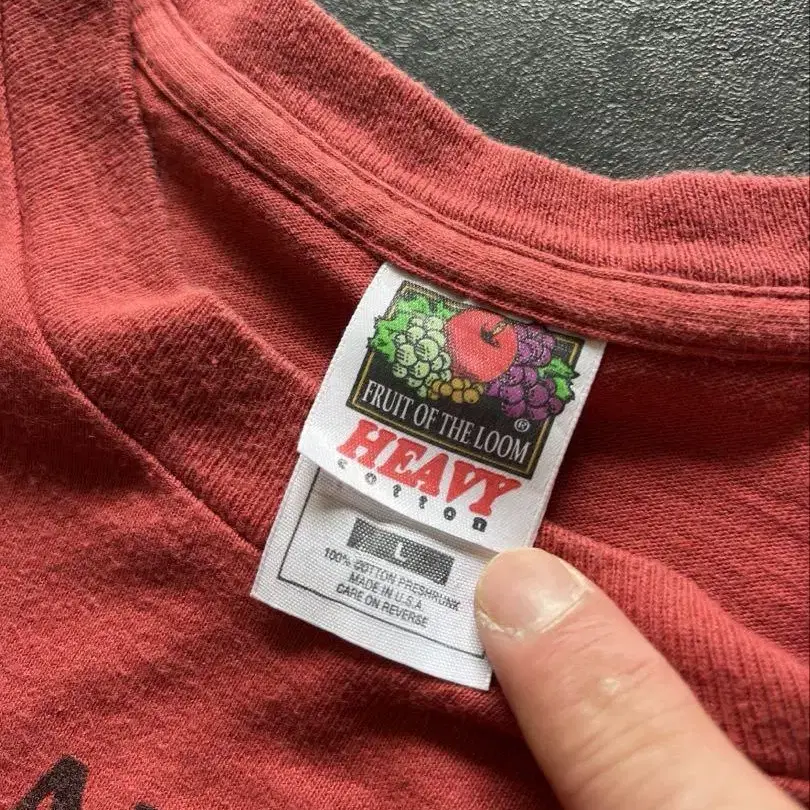 FRUIT OF THE LOOM
®
HEAVY
cotton
L
100% COTTON PRESHRUNK
MADE IN U.S.A.
CARE ON REVERSE